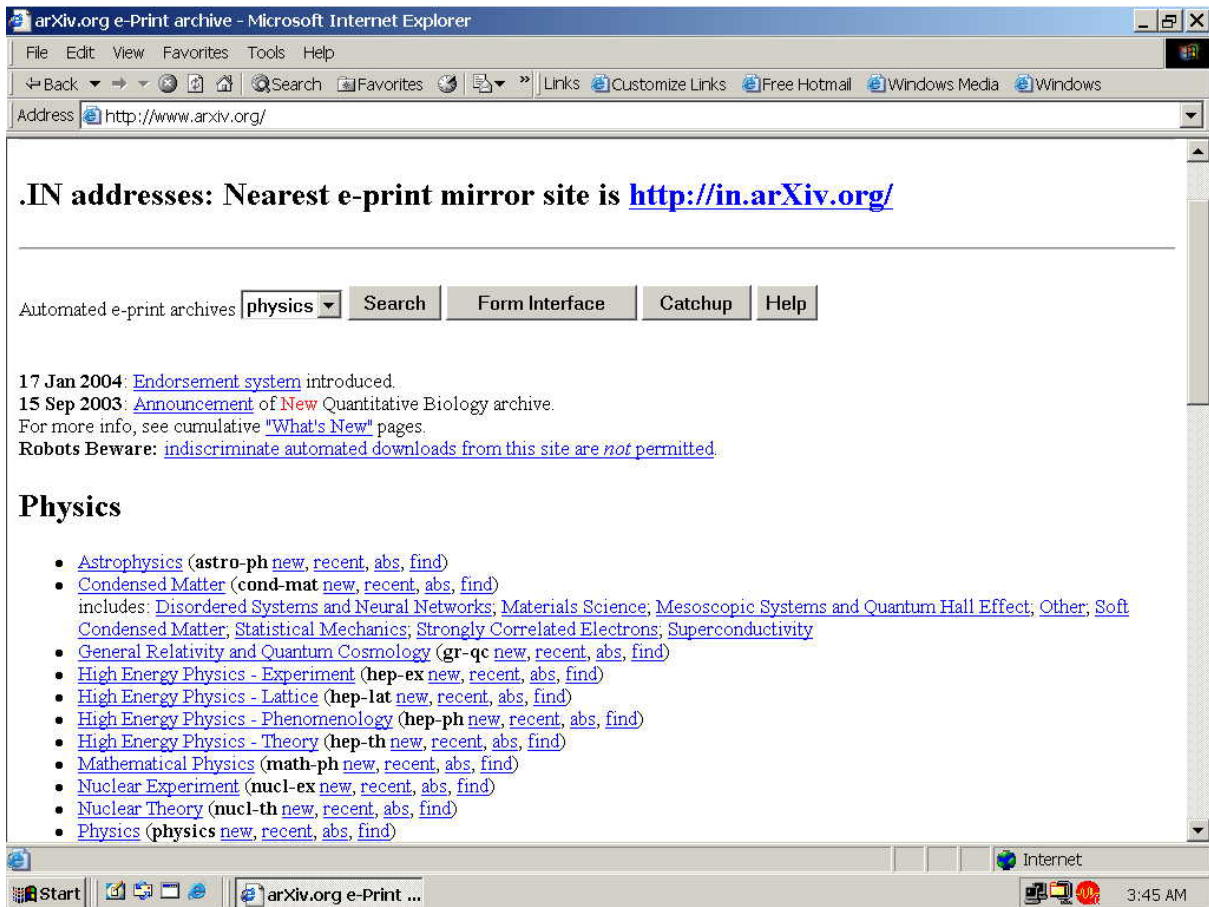 arXiv.org e-Print archive - Microsoft Internet Explorer
File Edit View Favorites Tools Help
Back Search Favorites » Links Customize Links Free Hotmail Windows Media Windows
Address http://www.arxiv.org/
.IN addresses: Nearest e-print mirror site is http://in.arXiv.org/
Automated e-print archives physics Search Form Interface Catchup Help
17 Jan 2004: Endorsement system introduced.
15 Sep 2003: Announcement of New Quantitative Biology archive.
For more info, see cumulative "What's New" pages.
Robots Beware: indiscriminate automated downloads from this site are not permitted.
Physics
• Astrophysics (astro-ph new, recent, abs, find)
• Condensed Matter (cond-mat new, recent, abs, find)
includes: Disordered Systems and Neural Networks; Materials Science; Mesoscopic Systems and Quantum Hall Effect; Other; Soft
Condensed Matter; Statistical Mechanics; Strongly Correlated Electrons; Superconductivity
• General Relativity and Quantum Cosmology (gr-qc new, recent, abs, find)
• High Energy Physics - Experiment (hep-ex new, recent, abs, find)
• High Energy Physics - Lattice (hep-lat new, recent, abs, find)
• High Energy Physics - Phenomenology (hep-ph new, recent, abs, find)
• High Energy Physics - Theory (hep-th new, recent, abs, find)
• Mathematical Physics (math-ph new, recent, abs, find)
• Nuclear Experiment (nucl-ex new, recent, abs, find)
• Nuclear Theory (nucl-th new, recent, abs, find)
• Physics (physics new, recent, abs, find)
Internet
Start arXiv.org e-Print ... 3:45 AM